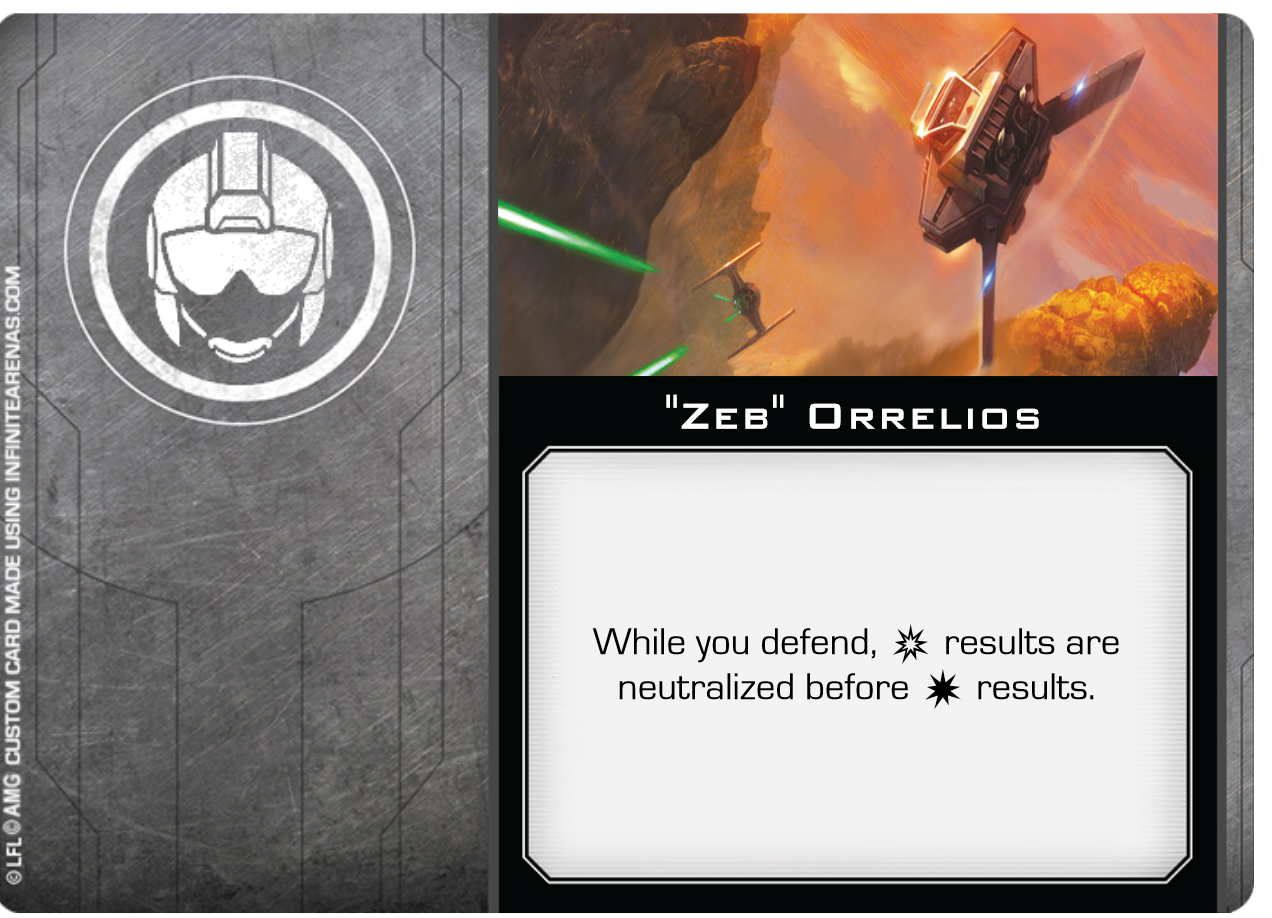 "Zeb" Orrelios
While you defend, results are
neutralized before results.
© LFL © AMG CUSTOM CARD MADE USING INFINITEARENAS.COM